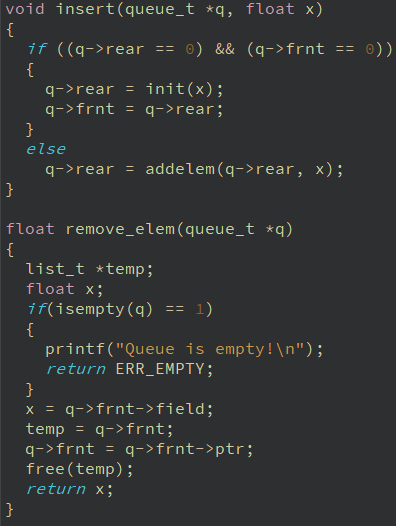 void insert(queue_t *q, float x)
{
  if ((q->rear == 0) && (q->frnt == 0))
  {
    q->rear = init(x);
    q->frnt = q->rear;
  }
  else
    q->rear = addelem(q->rear, x);
}

float remove_elem(queue_t *q)
{
  list_t *temp;
  float x;
  if(isempty(q) == 1)
  {
    printf("Queue is empty!\n");
    return ERR_EMPTY;
  }
  x = q->frnt->field;
  temp = q->frnt;
  q->frnt = q->frnt->ptr;
  free(temp);
  return x;
}